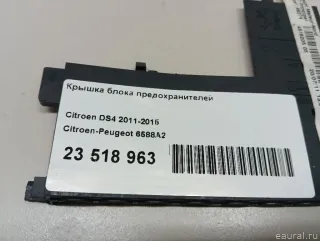 Крышка блока предохранителей
Citroen DS4 2011-2015
Citroen-Peugeot 6588A2
23 518 963
eaural.ru